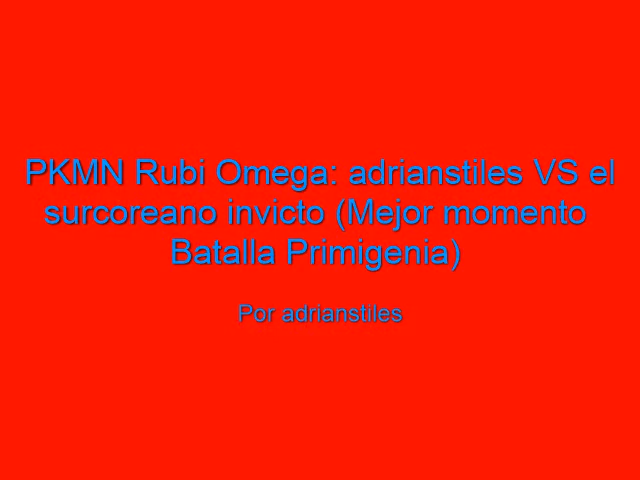 PKMN Rubi Omega: adrianstiles VS el
surcoreano invicto (Mejor momento
Batalla Primigenia)
Por adrianstiles